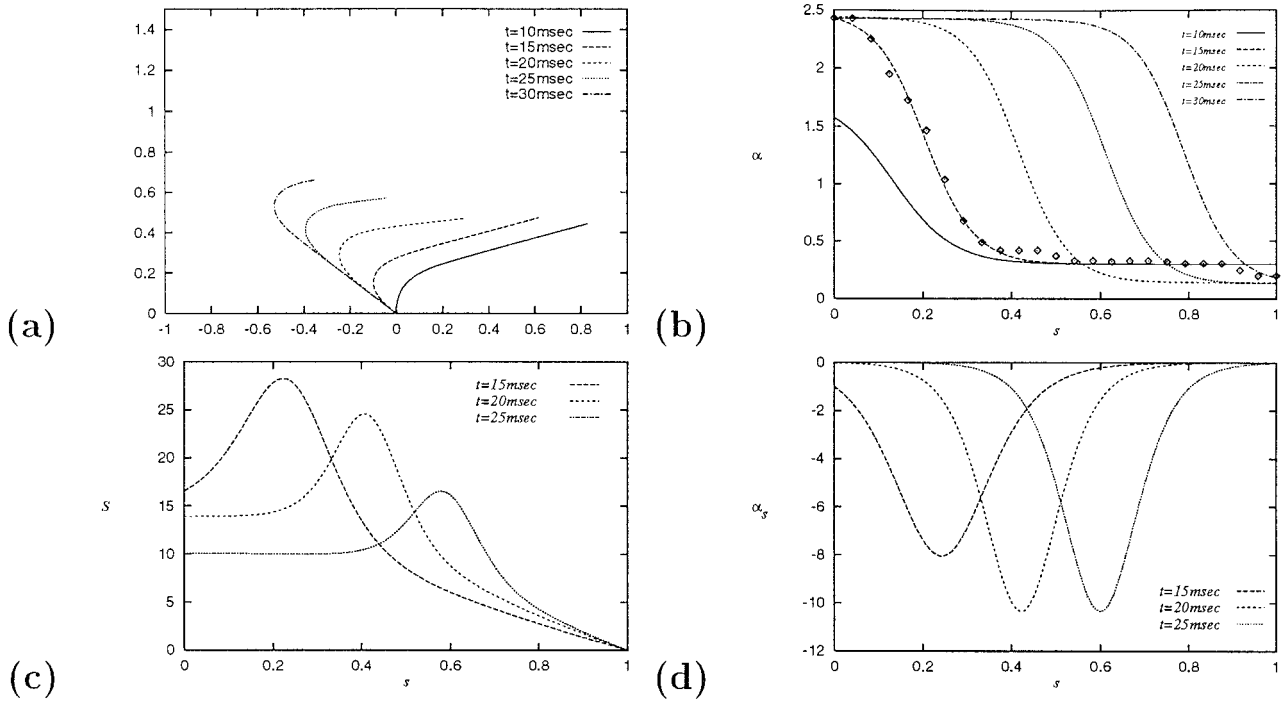 1.4
1.2
1
0.8
0.6
0.4
0.2
0
-1 -0.8 -0.6 -0.4 -0.2 0 0.2 0.4 0.6 0.8 1
t=10msec
t=15msec
t=20msec
t=25msec
t=30msec
(a)
2.5
2
1.5
1
0.5
0
α
0 0.2 0.4 0.6 0.8 1
s
t=10msec
t=15msec
t=20msec
t=25msec
t=30msec
(b)
30
25
20
15
10
5
0
S
0 0.2 0.4 0.6 0.8 1
s
t=15msec
t=20msec
t=25msec
(c)
0
-2
-4
-6
-8
-10
-12
αs
0 0.2 0.4 0.6 0.8 1
s
t=15msec
t=20msec
t=25msec
(d)